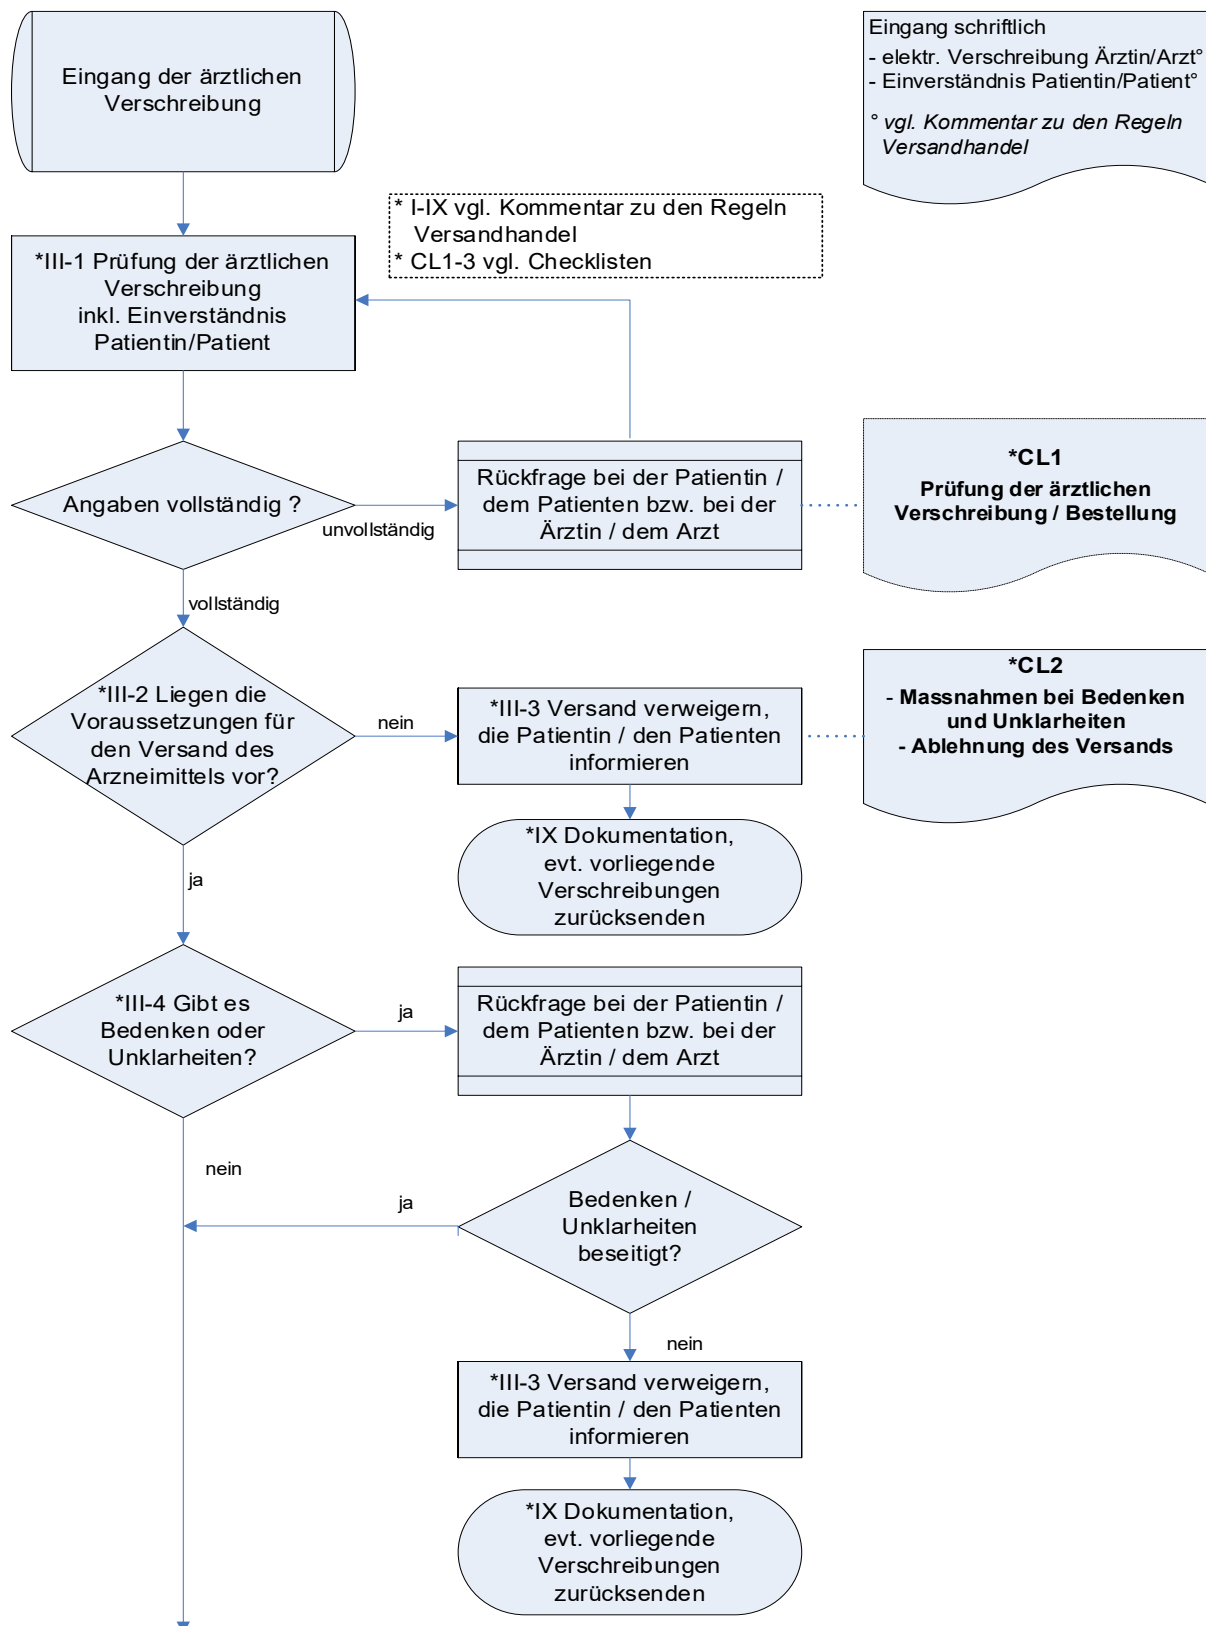 Eingang der ärztlichen
Verschreibung
Eingang schriftlich
- elektr. Verschreibung Ärztin/Arzt°
- Einverständnis Patientin/Patient°
° vgl. Kommentar zu den Regeln
Versandhandel
* I-IX vgl. Kommentar zu den Regeln
Versandhandel
* CL1-3 vgl. Checklisten
*III-1 Prüfung der ärztlichen
Verschreibung
inkl. Einverständnis
Patientin/Patient
Angaben vollständig ?
unvollständig
Rückfrage bei der Patientin /
dem Patienten bzw. bei der
Ärztin / dem Arzt
*CL1
Prüfung der ärztlichen
Verschreibung / Bestellung
vollständig
*III-2 Liegen die
Voraussetzungen für
den Versand des
Arzneimittels vor?
nein
*III-3 Versand verweigern,
die Patientin / den Patienten
informieren
*CL2
- Massnahmen bei Bedenken
und Unklarheiten
- Ablehnung des Versands
*IX Dokumentation,
evt. vorliegende
Verschreibungen
zurücksenden
ja
*III-4 Gibt es
Bedenken oder
Unklarheiten?
ja
Rückfrage bei der Patientin /
dem Patienten bzw. bei der
Ärztin / dem Arzt
nein
ja
Bedenken /
Unklarheiten
beseitigt?
nein
*III-3 Versand verweigern,
die Patientin / den Patienten
informieren
*IX Dokumentation,
evt. vorliegende
Verschreibungen
zurücksenden